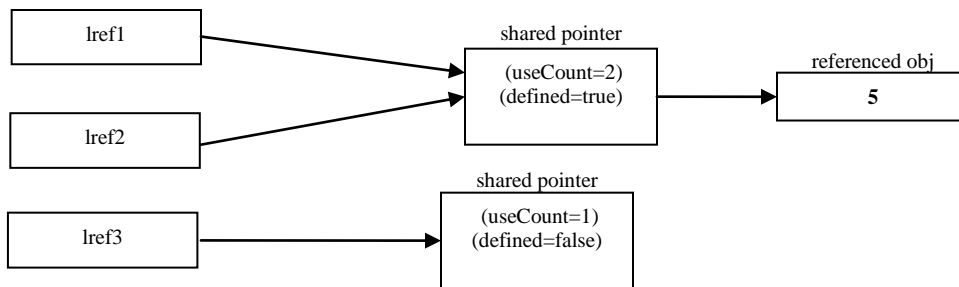 lref1
shared pointer
(useCount=2)
(defined=true)
referenced obj
5
lref2
shared pointer
(useCount=1)
(defined=false)
lref3